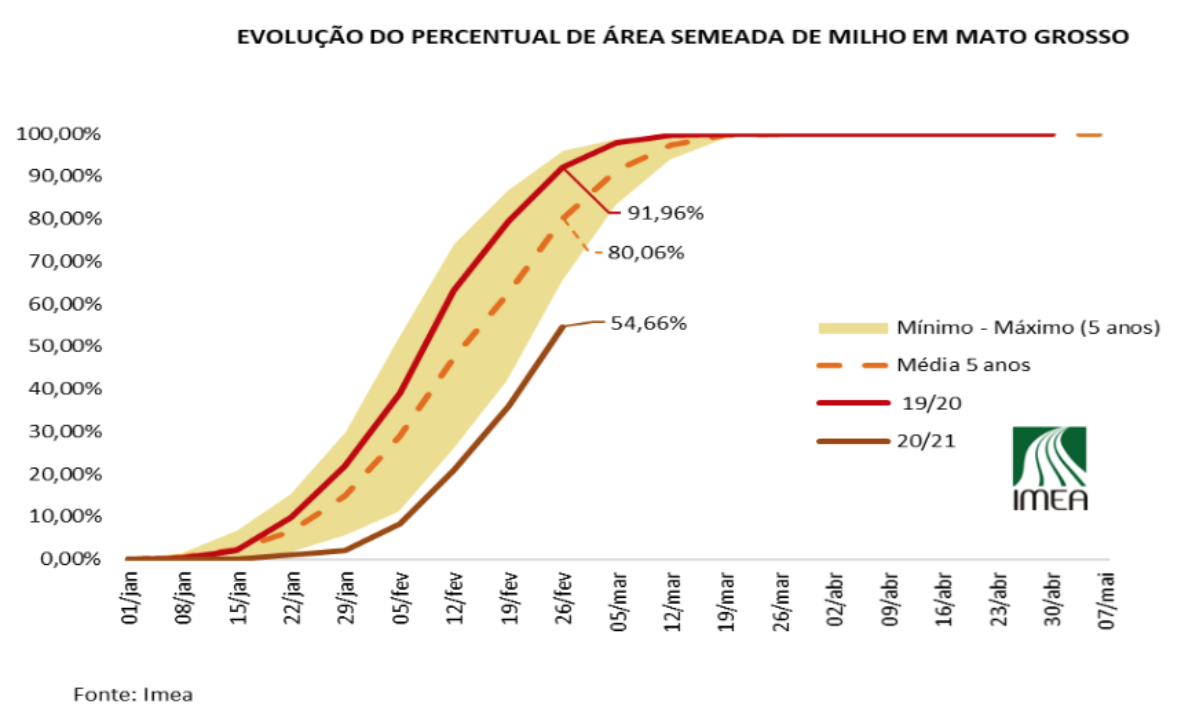 EVOLUÇÃO DO PERCENTUAL DE ÁREA SEMEADA DE MILHO EM MATO GROSSO
100,00%
90,00%
80,00%
70,00%
60,00%
50,00%
40,00%
30,00%
20,00%
10,00%
0,00%
91,96%
80,06%
54,66%
Mínimo - Máximo (5 anos)
Média 5 anos
19/20
20/21
IMEA
01/jan
08/jan
15/jan
22/jan
29/jan
05/fev
12/fev
19/fev
26/fev
05/mar
12/mar
19/mar
26/mar
02/abr
09/abr
16/abr
23/abr
30/abr
07/mai
Fonte: Imea